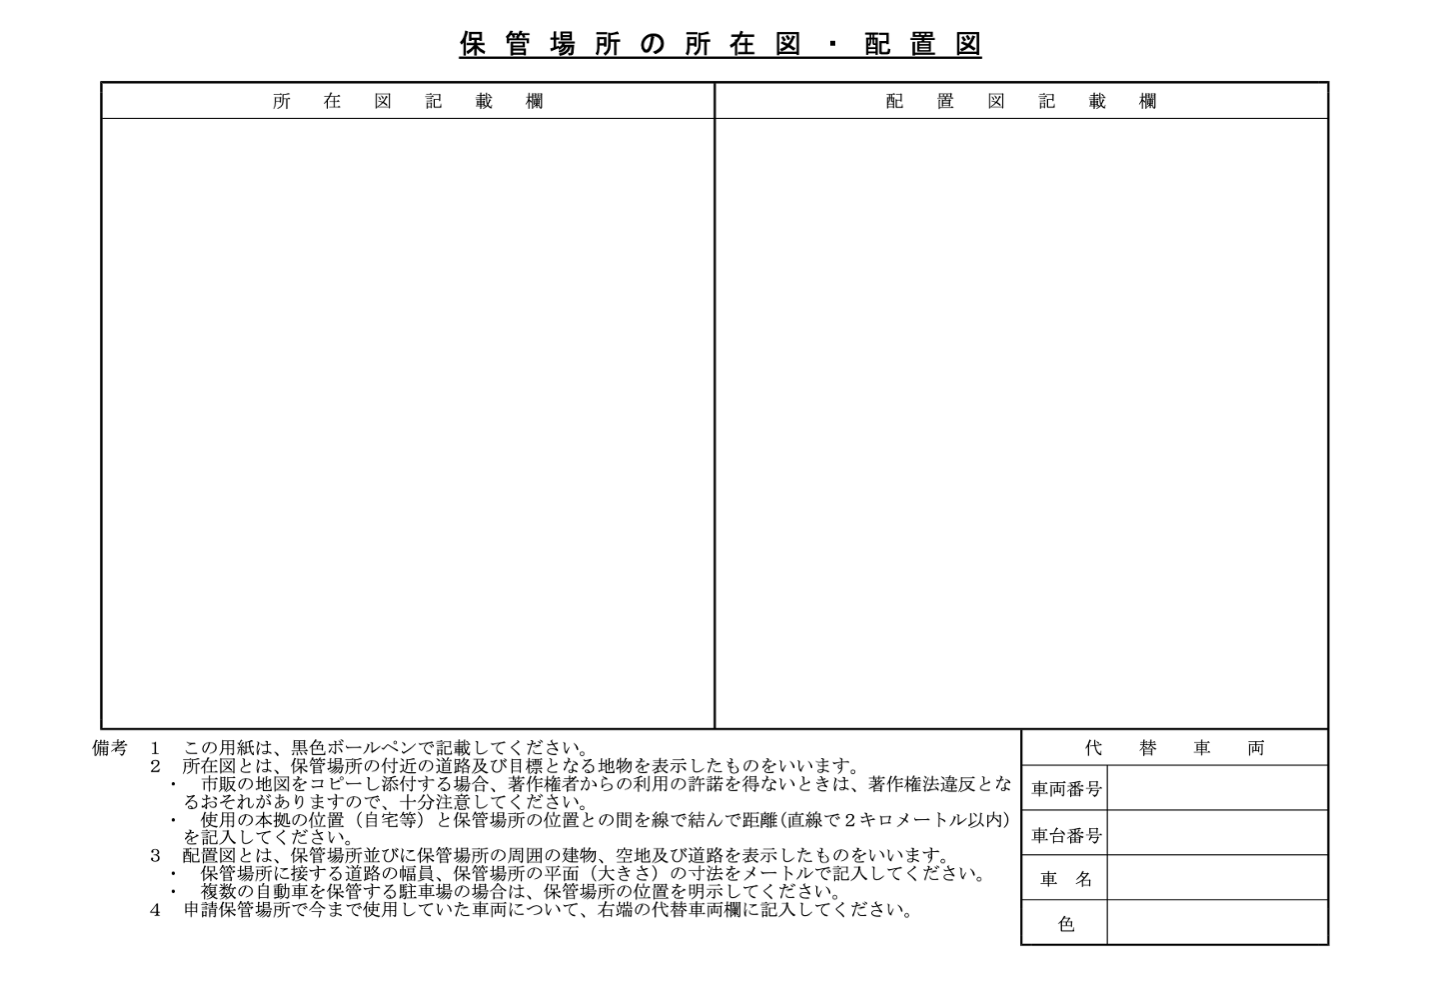 保管場所の所在図・配置図
所在図記載欄
配置図記載欄
備考 1 この用紙は、黒色ボールペンで記載してください。
2 所在図とは、保管場所の付近の道路及び目標となる地物を表示したものをいいます。
・ 市販の地図をコピーし添付する場合、著作権者からの利用の許諾を得ないときは、著作権法違反とな
るおそれがありますので、十分注意してください。
・ 使用の本拠の位置（自宅等）と保管場所の位置との間を線で結んで距離(直線で２キロメートル以内)
を記入してください。
3 配置図とは、保管場所並びに保管場所の周囲の建物、空地及び道路を表示したものをいいます。
・ 保管場所に接する道路の幅員、保管場所の平面（大きさ）の寸法をメートルで記入してください。
・ 複数の自動車を保管する駐車場の場合は、保管場所の位置を明示してください。
4 申請保管場所で今まで使用していた車両について、右端の代替車両欄に記入してください。
代替車両
車両番号
車台番号
車名
色